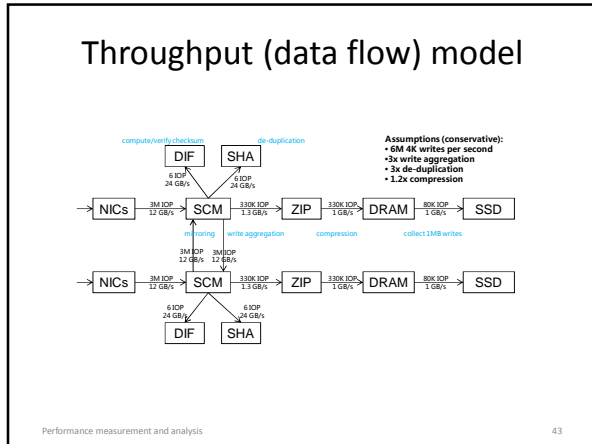 Throughput (data flow) model
compute/verify checksum
de-duplication
Assumptions (conservative):
• 6M 4K writes per second
•3x write aggregation
• 3x de-duplication
• 1.2x compression
DIF
SHA
6 IOP
24 GB/s
6 IOP
24 GB/s
NICs
3M IOP
12 GB/s
SCM
330K IOP
1.3 GB/s
ZIP
330K IOP
1 GB/s
DRAM
80K IOP
1 GB/s
SSD
mirroring
write aggregation
compression
collect 1MB writes
3M IOP
12 GB/s
3M IOP
12 GB/s
NICs
3M IOP
12 GB/s
SCM
330K IOP
1.3 GB/s
ZIP
330K IOP
1 GB/s
DRAM
80K IOP
1 GB/s
SSD
6 IOP
24 GB/s
6 IOP
24 GB/s
DIF
SHA
Performance measurement and analysis
43